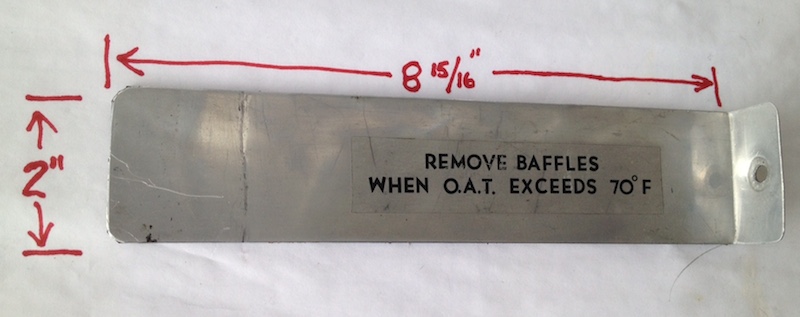 8 15/16"
2"
REMOVE BAFFLES
WHEN O.A.T. EXCEEDS 70°F